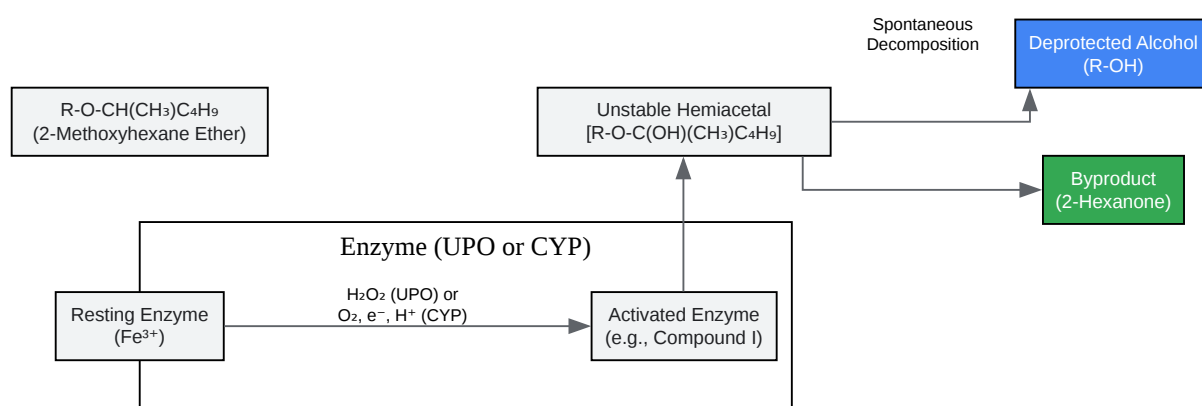 Spontaneous
Decomposition
Deprotected Alcohol
(R-OH)
R-O-CH(CH₃)C₄H₉
(2-Methoxyhexane Ether)
Unstable Hemiacetal
[R-O-C(OH)(CH₃)C₄H₉]
Byproduct
(2-Hexanone)
Enzyme (UPO or CYP)
H₂O₂ (UPO) or
O₂, e⁻, H⁺ (CYP)
Resting Enzyme
(Fe³⁺)
Activated Enzyme
(e.g., Compound I)